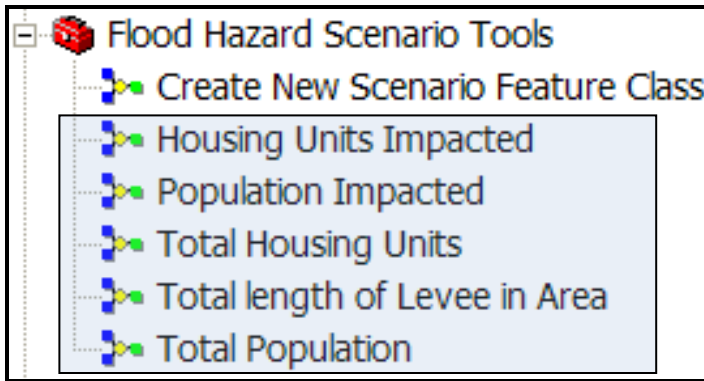 Flood Hazard Scenario Tools
Create New Scenario Feature Class
Housing Units Impacted
Population Impacted
Total Housing Units
Total length of Levee in Area
Total Population